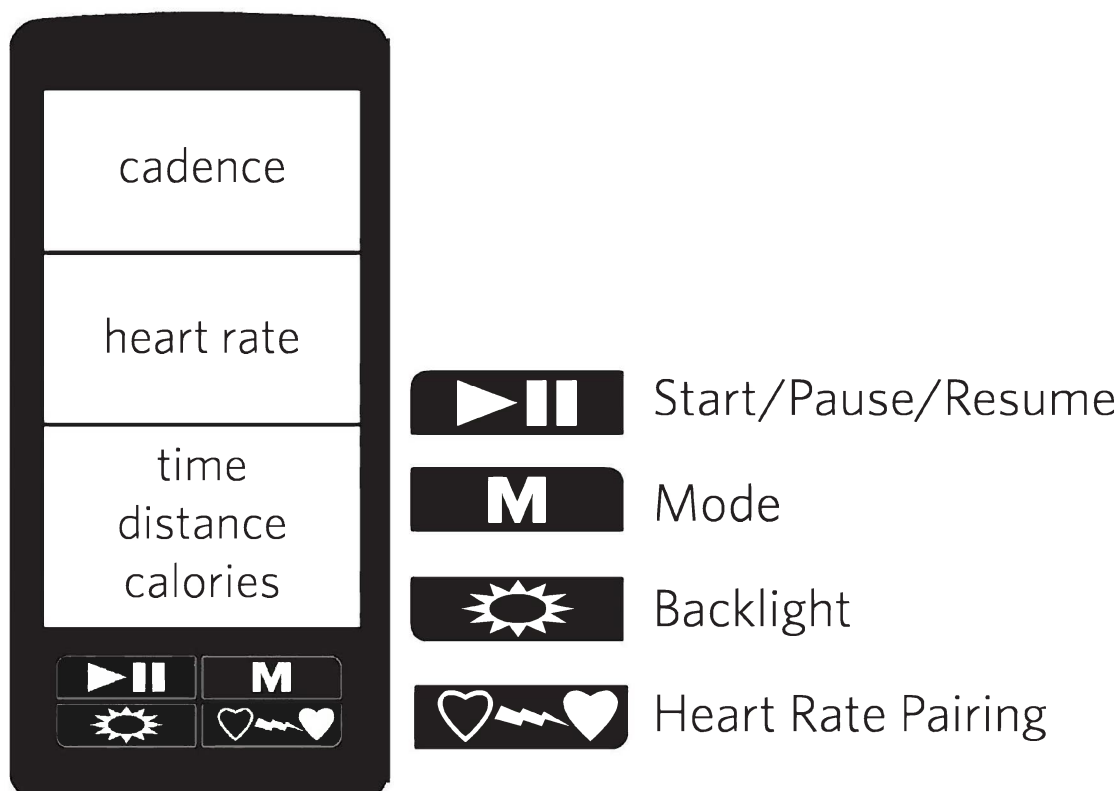 cadence
heart rate
time
distance
calories
M
Start/Pause/Resume
M
Mode
Backlight
Heart Rate Pairing